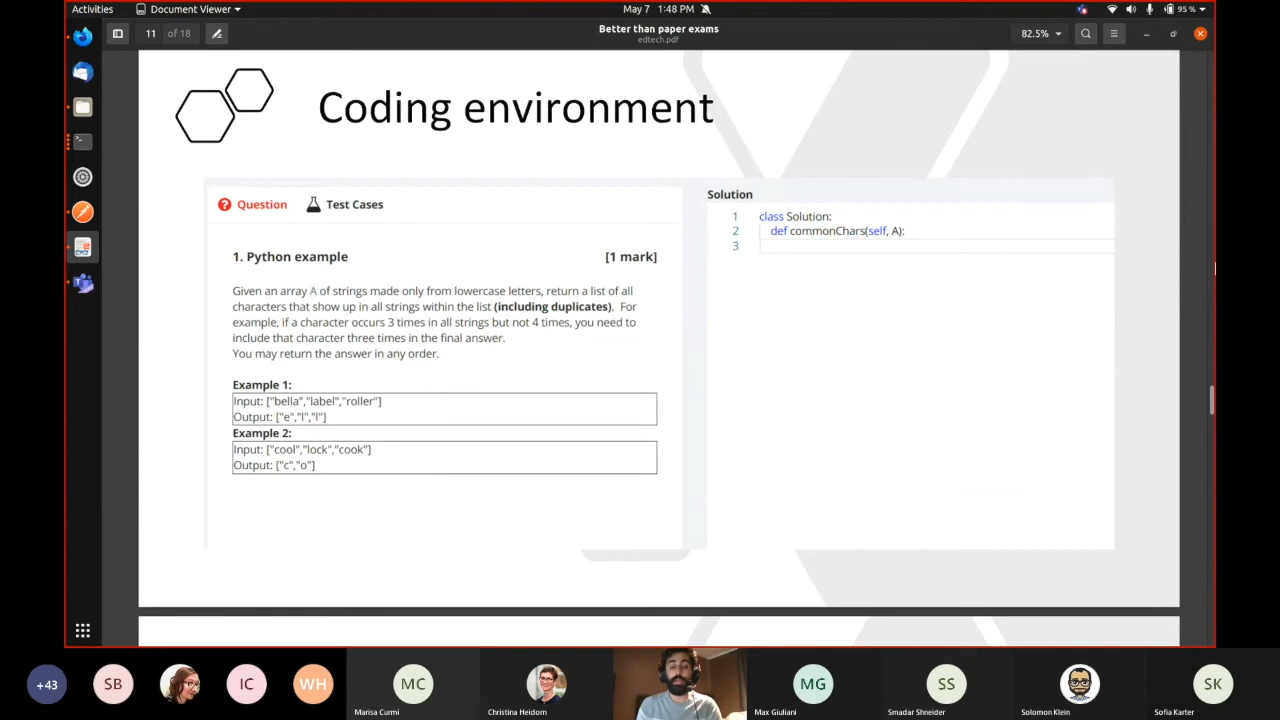 Activities
Document Viewer
May 7 1:48 PM
95 %
11 of 18
Better than paper exams
edtech.pdf
82.5%
Coding environment
Question
Test Cases
1. Python example [1 mark]
Given an array A of strings made only from lowercase letters, return a list of all
characters that show up in all strings within the list (including duplicates). For
example, if a character occurs 3 times in all strings but not 4 times, you need to
include that character three times in the final answer.
You may return the answer in any order.
Example 1:
Input: ["bella","label","roller"]
Output: ["e","l","l"]
Example 2:
Input: ["cool","lock","cook"]
Output: ["c","o"]
Solution
1 class Solution:
2 def commonChars(self, A):
3
+43
SB
IC
WH
MC
Marisa Curmi
Christina Heidorn
MG
Max Giuliani
SS
Smadar Shneider
Solomon Klein
SK
Sofia Karter